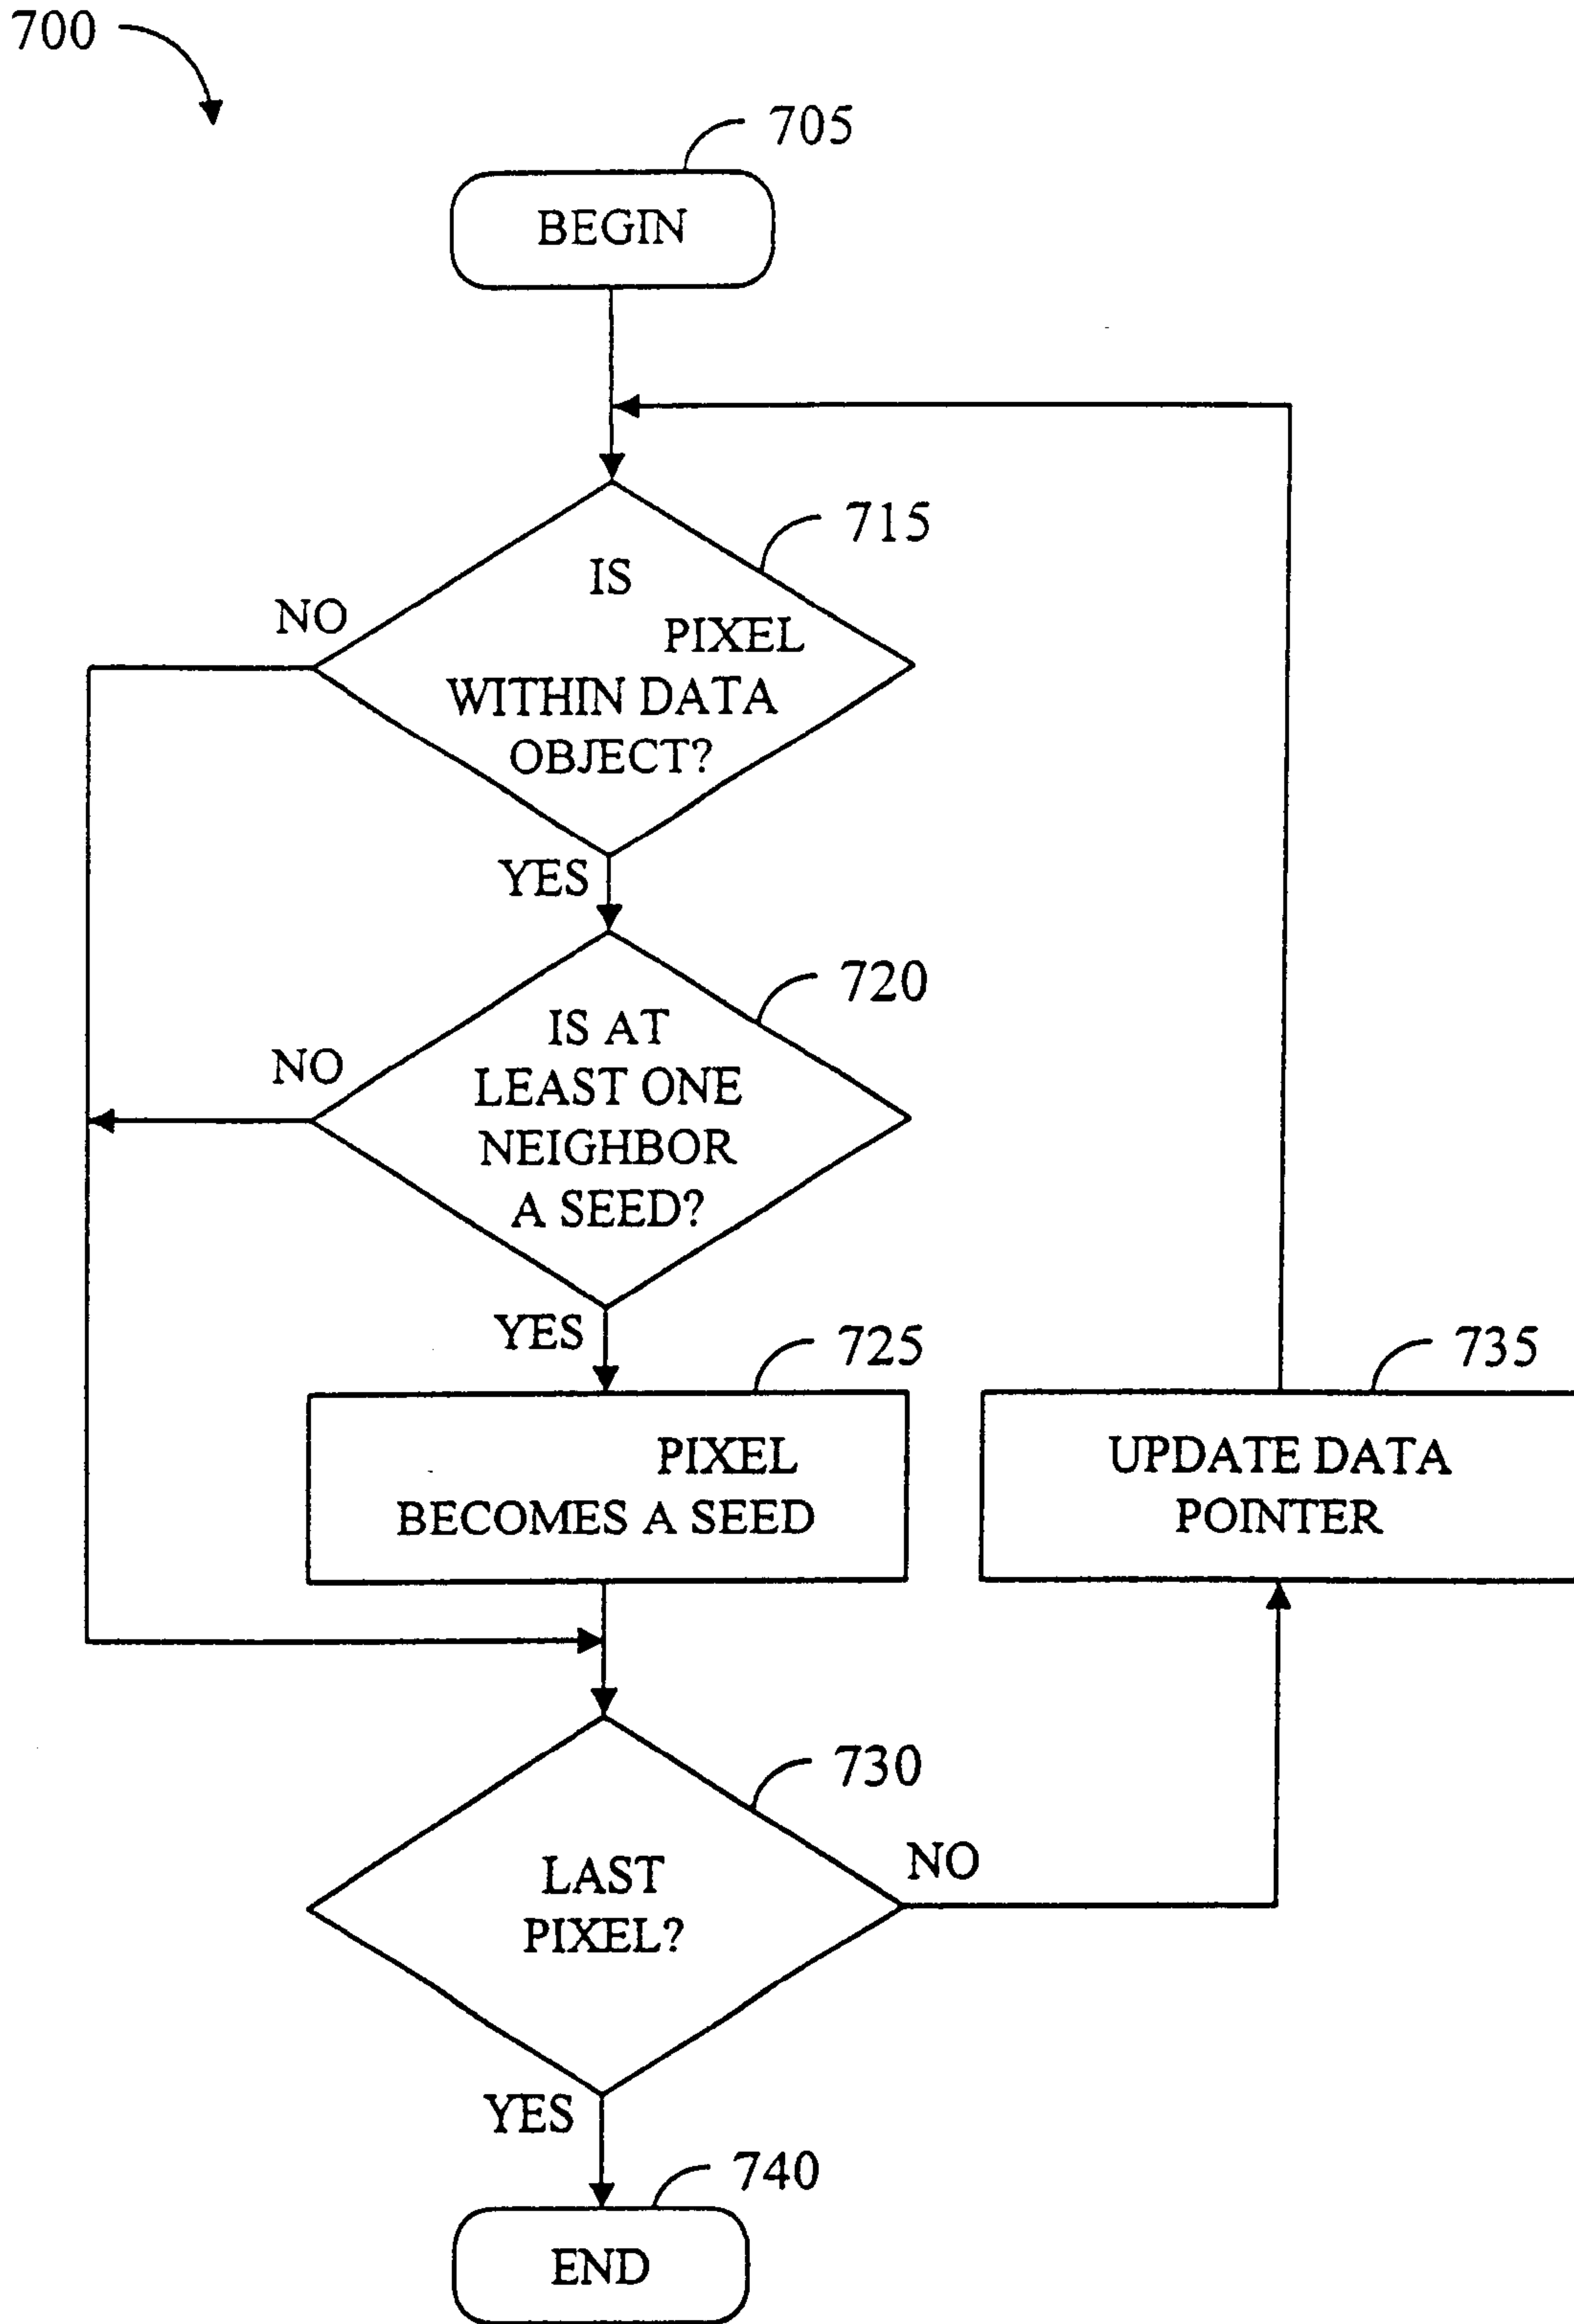 700
705
BEGIN
715
IS
PIXEL
WITHIN DATA
OBJECT?
NO
YES
720
IS AT
LEAST ONE
NEIGHBOR
A SEED?
NO
YES
725
PIXEL
BECOMES A SEED
735
UPDATE DATA
POINTER
730
LAST
PIXEL?
NO
YES
740
END